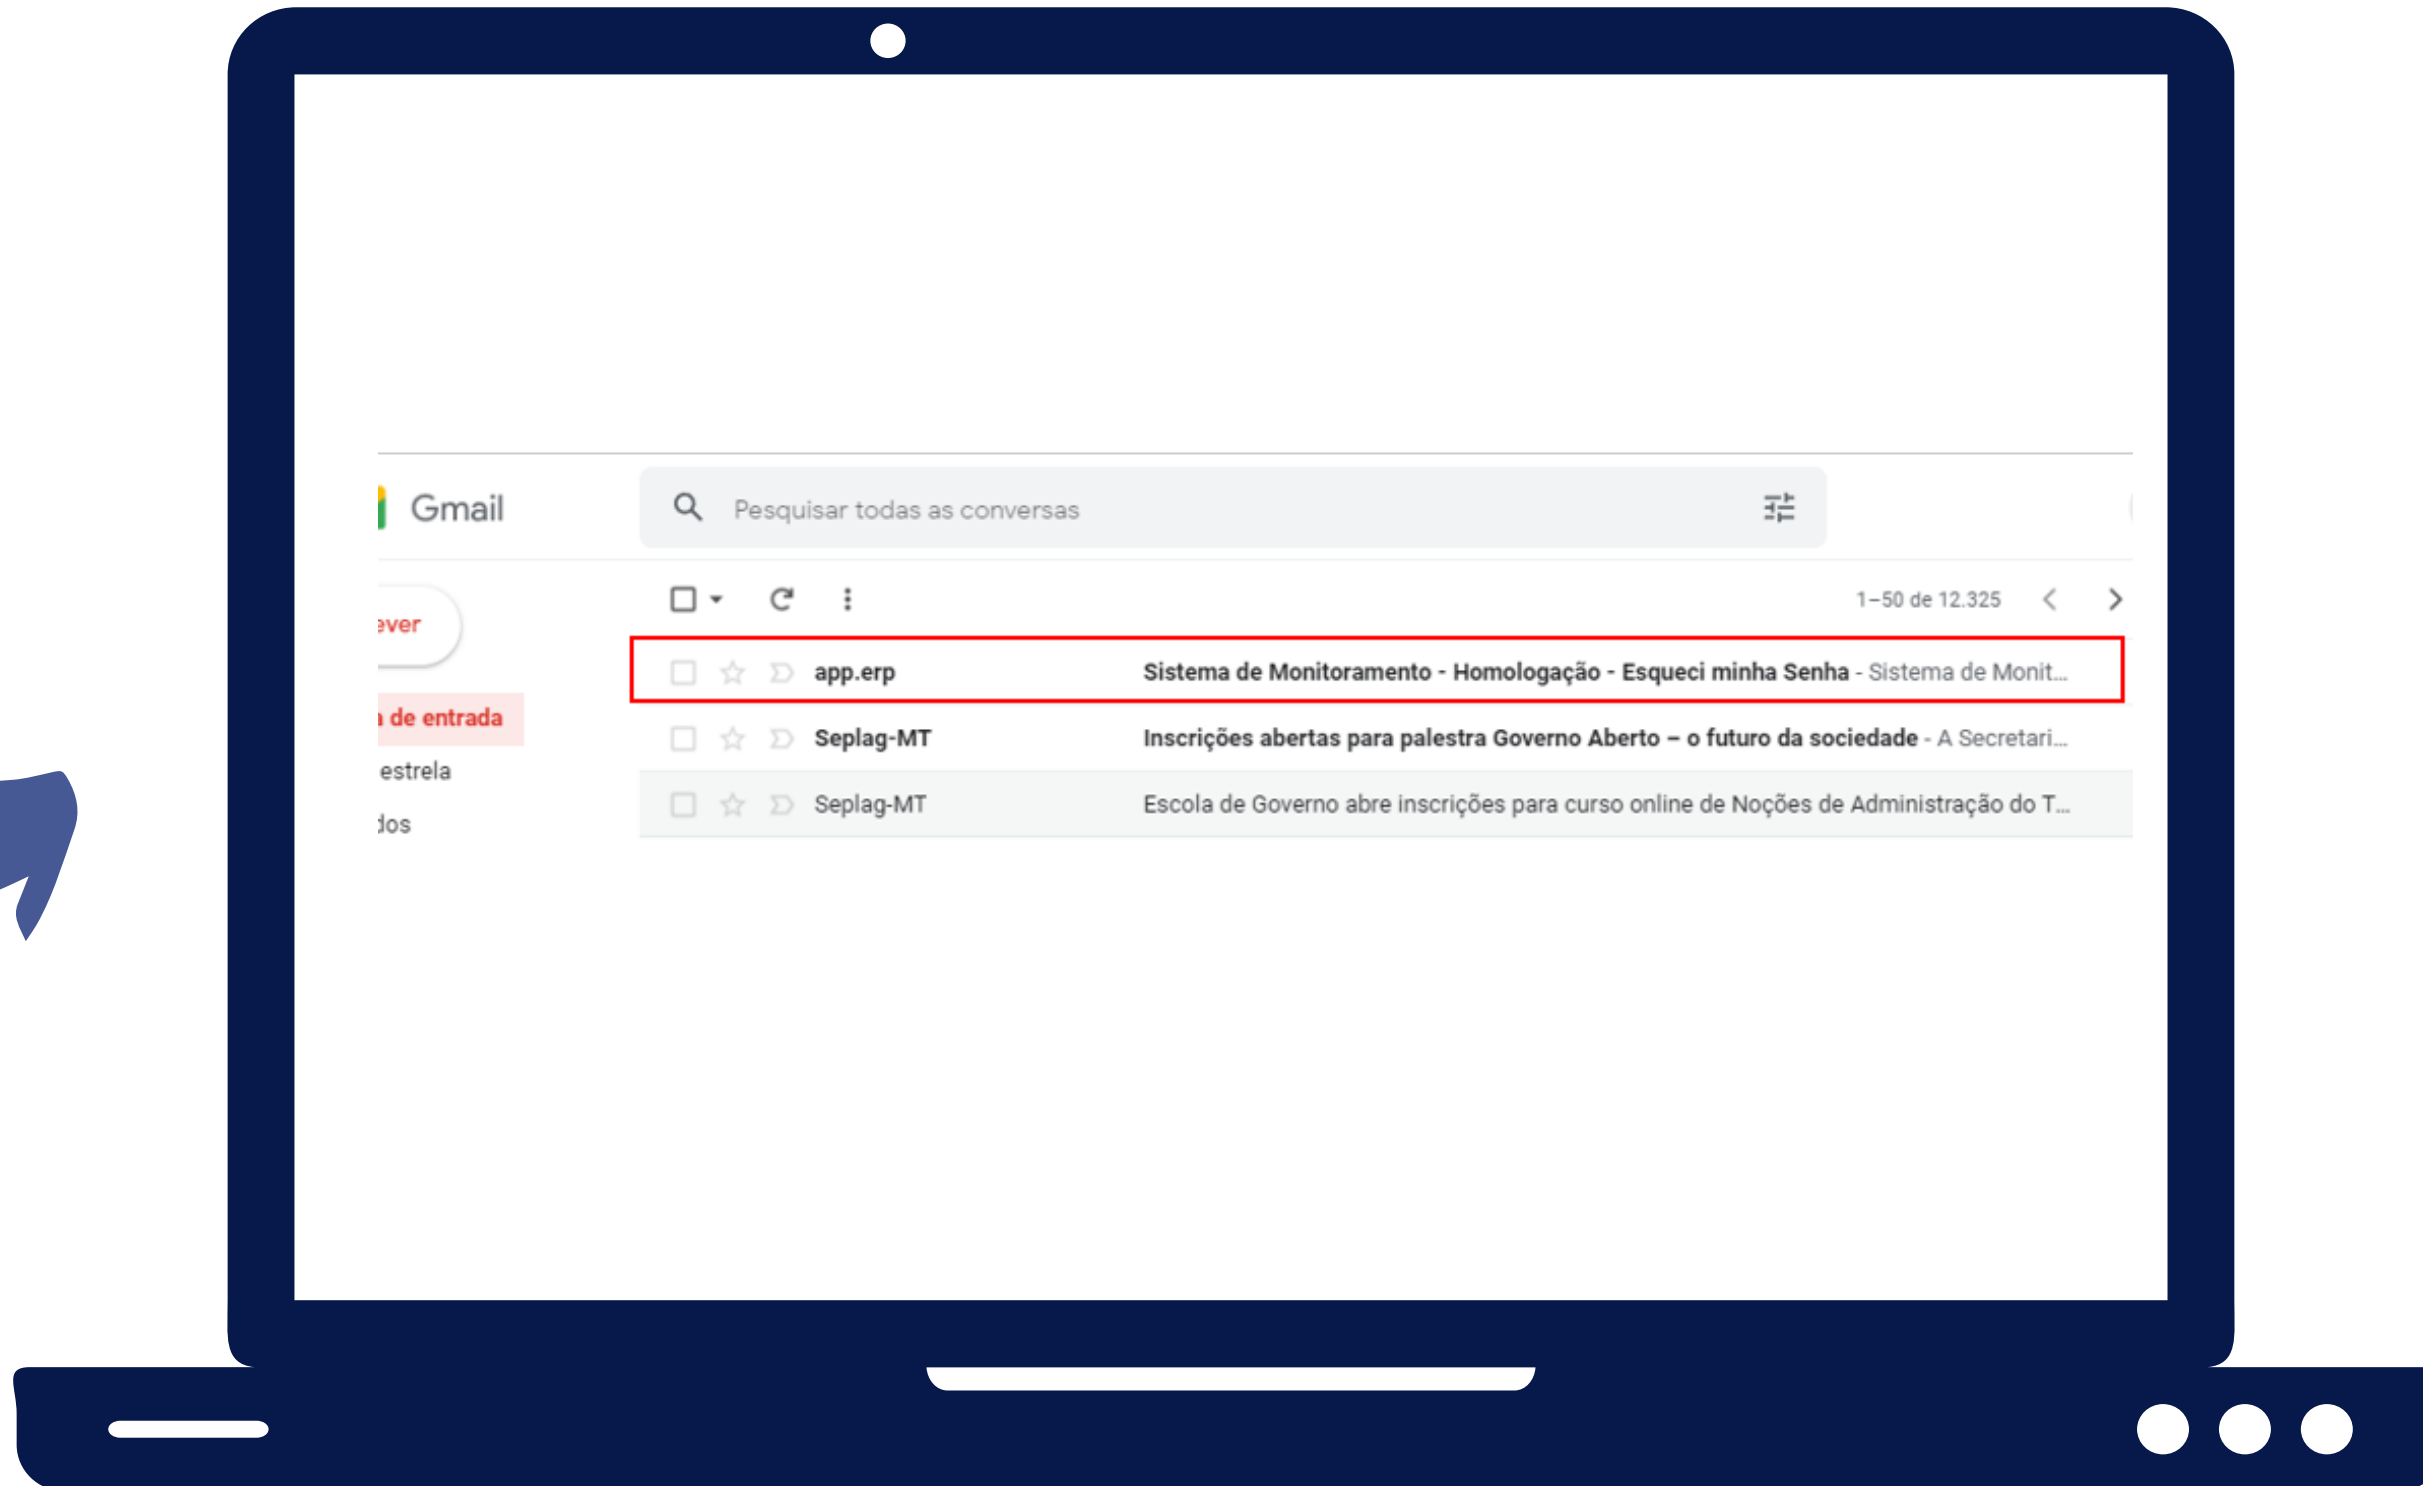 Gmail
Pesquisar todas as conversas
1–50 de 12.325
ever
app.erp Sistema de Monitoramento - Homologação - Esqueci minha Senha - Sistema de Monit...
de entrada
Seplag-MT Inscrições abertas para palestra Governo Aberto – o futuro da sociedade - A Secretari...
estrela
Seplag-MT Escola de Governo abre inscrições para curso online de Noções de Administração do T...
dos